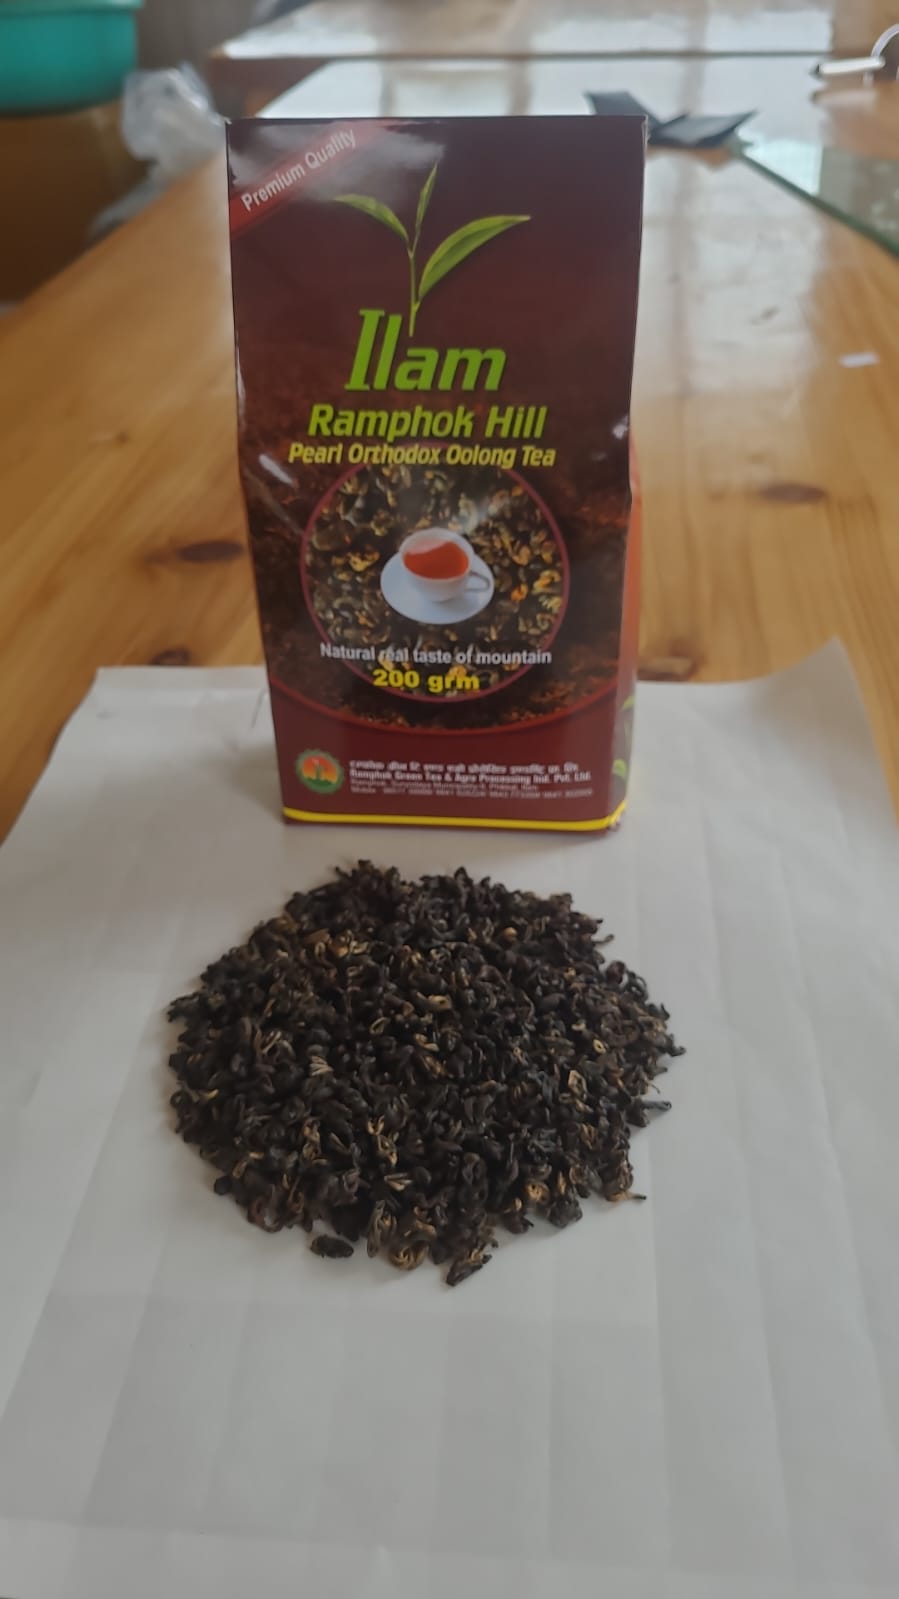 Premium Quality
Ilam
Ramphok Hill
Pearl Orthodox Oolong Tea
Natural real taste of mountain
200 grm
Ramphok Green Tea & Agro Processing Ind. Pvt. Ltd.